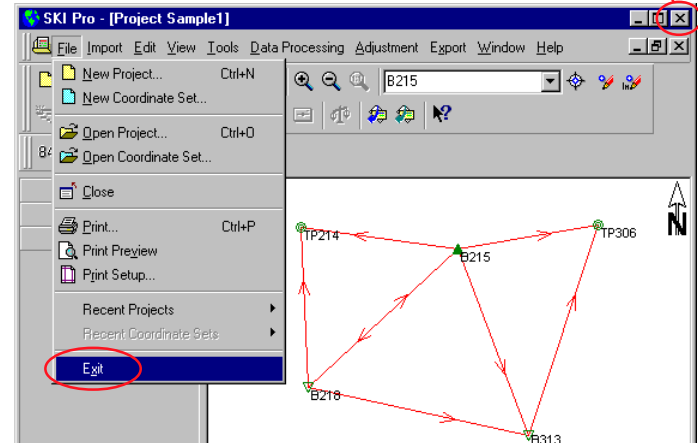 SKI Pro - [Project Sample1]
File Import Edit View Tools Data Processing Adjustment Export Window Help
New Project... Ctrl+N
New Coordinate Set...
Open Project... Ctrl+O
Open Coordinate Set...
Close
Print... Ctrl+P
Print Preview
Print Setup...
Recent Projects
Recent Coordinate Sets
Exit
B215
84
N
TP214
B215
TP306
B218
B313